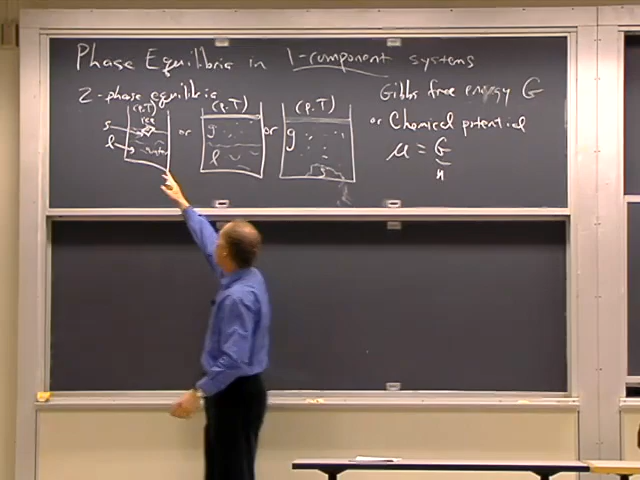 Phase Equilibria in 1-component systems
2-phase equilibria
(P,T) (P,T) (P,T)
ice
s
l
water
or
g
l
or
g
Gibbs free energy G
or Chemical potential
μ = G
n